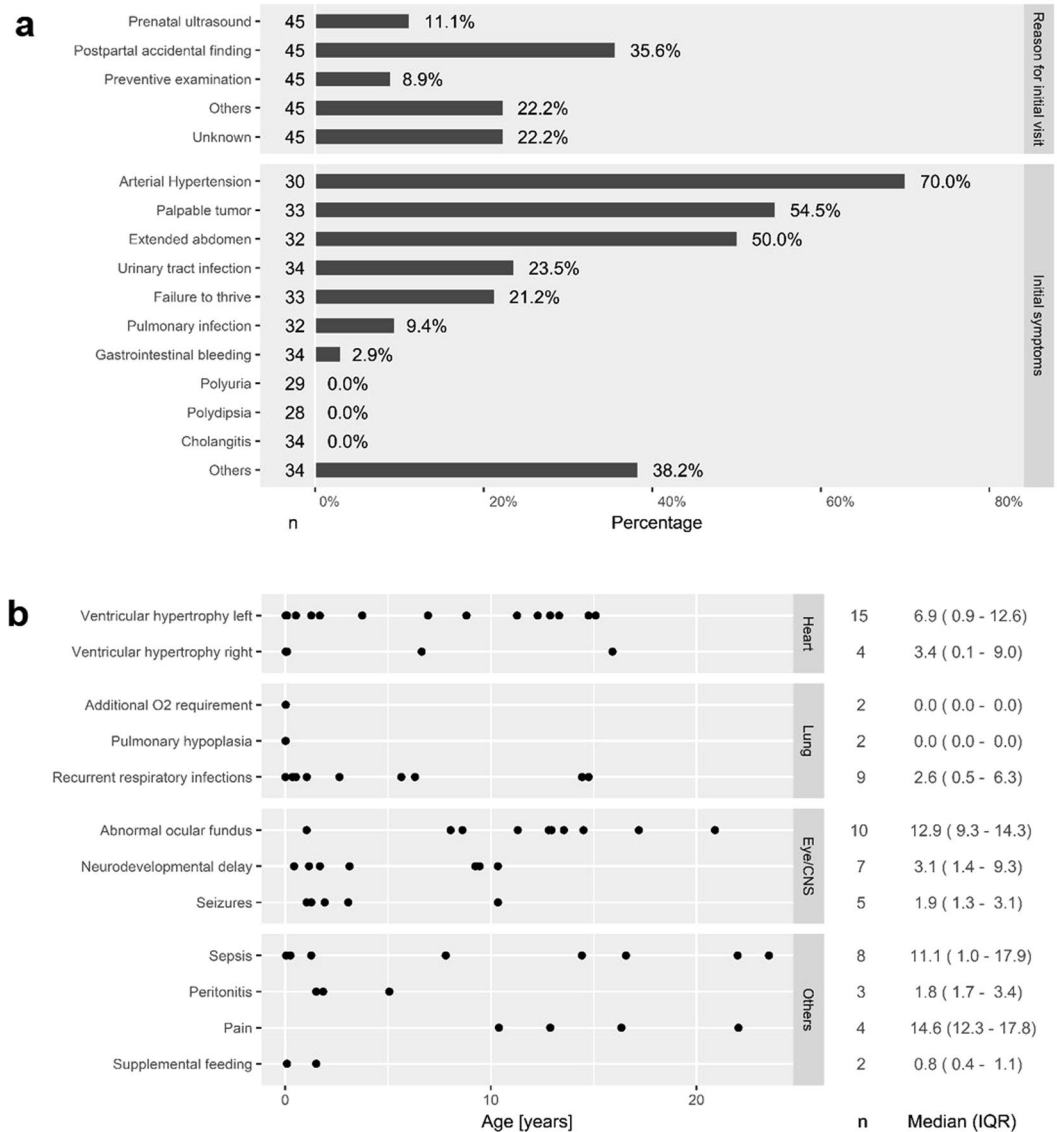 a
Prenatal ultrasound 45 11.1%
Postpartal accidental finding 45 35.6%
Preventive examination 45 8.9%
Others 45 22.2%
Unknown 45 22.2%
Reason for initial visit
Arterial Hypertension 30 70.0%
Palpable tumor 33 54.5%
Extended abdomen 32 50.0%
Urinary tract infection 34 23.5%
Failure to thrive 33 21.2%
Pulmonary infection 32 9.4%
Gastrointestinal bleeding 34 2.9%
Polyuria 29 0.0%
Polydipsia 28 0.0%
Cholangitis 34 0.0%
Others 34 38.2%
Initial symptoms
0% 20% 40% 60% 80%
n Percentage
b
Ventricular hypertrophy left 15 6.9 ( 0.9 - 12.6)
Ventricular hypertrophy right 4 3.4 ( 0.1 - 9.0)
Heart
Additional O2 requirement 2 0.0 ( 0.0 - 0.0)
Pulmonary hypoplasia 2 0.0 ( 0.0 - 0.0)
Recurrent respiratory infections 9 2.6 ( 0.5 - 6.3)
Lung
Abnormal ocular fundus 10 12.9 ( 9.3 - 14.3)
Neurodevelopmental delay 7 3.1 ( 1.4 - 9.3)
Seizures 5 1.9 ( 1.3 - 3.1)
Eye/CNS
Sepsis 8 11.1 ( 1.0 - 17.9)
Peritonitis 3 1.8 ( 1.7 - 3.4)
Pain 4 14.6 (12.3 - 17.8)
Supplemental feeding 2 0.8 ( 0.4 - 1.1)
Others
0 10 20
Age [years] n Median (IQR)